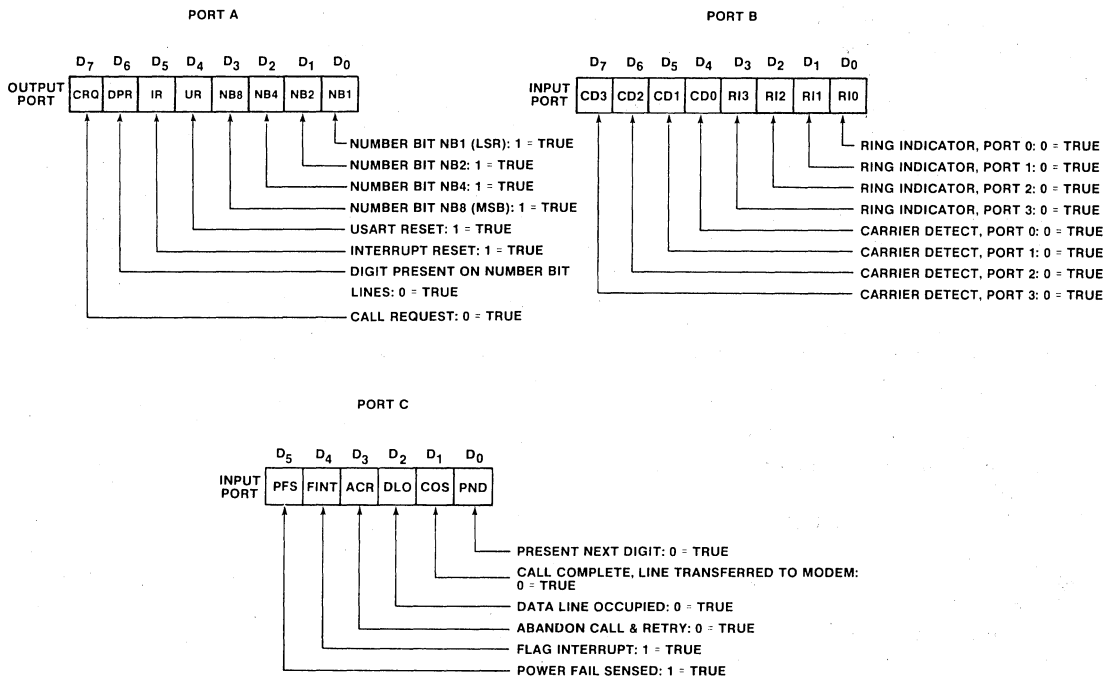 PORT A
D7 D6 D5 D4 D3 D2 D1 D0
OUTPUT PORT
CRQ DPR IR UR NB8 NB4 NB2 NB1
NUMBER BIT NB1 (LSR): 1 = TRUE
NUMBER BIT NB2: 1 = TRUE
NUMBER BIT NB4: 1 = TRUE
NUMBER BIT NB8 (MSB): 1 = TRUE
USART RESET: 1 = TRUE
INTERRUPT RESET: 1 = TRUE
DIGIT PRESENT ON NUMBER BIT
LINES: 0 = TRUE
CALL REQUEST: 0 = TRUE
PORT B
D7 D6 D5 D4 D3 D2 D1 D0
INPUT PORT
CD3 CD2 CD1 CD0 RI3 RI2 RI1 RI0
RING INDICATOR, PORT 0: 0 = TRUE
RING INDICATOR, PORT 1: 0 = TRUE
RING INDICATOR, PORT 2: 0 = TRUE
RING INDICATOR, PORT 3: 0 = TRUE
CARRIER DETECT, PORT 0: 0 = TRUE
CARRIER DETECT, PORT 1: 0 = TRUE
CARRIER DETECT, PORT 2: 0 = TRUE
CARRIER DETECT, PORT 3: 0 = TRUE
PORT C
D5 D4 D3 D2 D1 D0
INPUT PORT
PFS FINT ACR DLO COS PND
PRESENT NEXT DIGIT: 0 = TRUE
CALL COMPLETE, LINE TRANSFERRED TO MODEM:
0 = TRUE
DATA LINE OCCUPIED: 0 = TRUE
ABANDON CALL & RETRY: 0 = TRUE
FLAG INTERRUPT: 1 = TRUE
POWER FAIL SENSED: 1 = TRUE